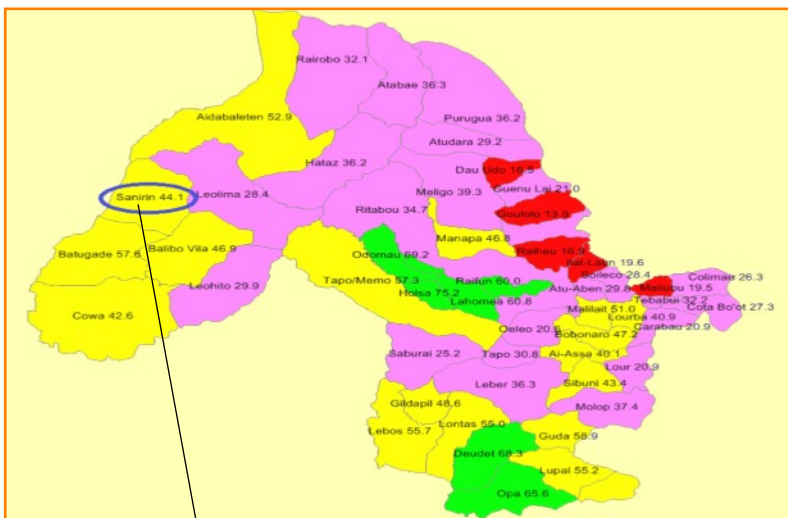 Rairobo 32.1
Atabae 36.3
Aidabaleten 52.9
Purugua 36.2
Atudara 29.2
Hataz 36.2
Dau Udo 16.5
Guenu Lai 21.0
Sanirin 44.1
Leolima 28.4
Meligo 39.3
Ritabou 34.7
Goulolo 13.9
Manapa 46.8
Balibo Vila 46.9
Batugade 57.6
Odomau 69.2
Raiheu 16.9
Ilat-Laun 19.6
Soileco 28.4
Colimau 26.3
Tapo/Memo 57.3
Raifun 60.0
Leohito 29.9
Holsa 75.2
Atu-Aben 29.8
Maliubu 19.5
Lahomea 60.8
Tebabui 32.2
Cota Bo'ot 27.3
Malilait 51.0
Cowa 42.6
Lourba 40.9
Carabau 20.9
Oeleo 20.6
Bobonaro 47.2
Saburai 25.2
Tapo 30.8
Ai-Assa 40.1
Lour 20.9
Leber 36.3
Sibuni 43.4
Gildapil 48.6
Molop 37.4
Lebos 55.7
Lontas 55.0
Guda 58.9
Deudet 68.3
Lupal 55.2
Opa 65.6